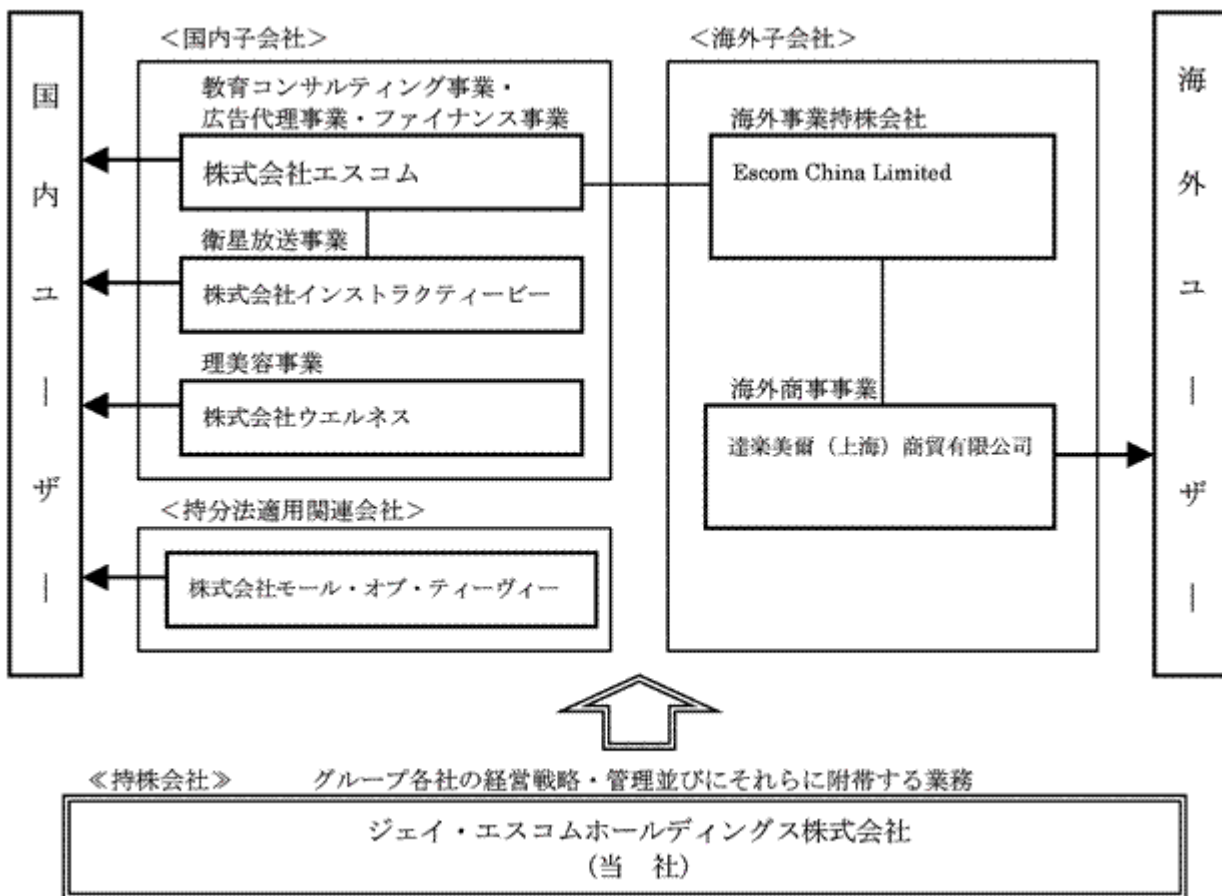 国内ユーザー
＜国内子会社＞
教育コンサルティング事業・
広告代理事業・ファイナンス事業
株式会社エスコム
衛星放送事業
株式会社インストラクティービー
理美容事業
株式会社ウエルネス
＜持分法適用関連会社＞
株式会社モール・オブ・ティーヴィー
＜海外子会社＞
海外事業持株会社
Escom China Limited
海外商事事業
達楽美爾（上海）商貿有限公司
海外ユーザー
≪持株会社≫　グループ各社の経営戦略・管理並びにそれらに附帯する業務
ジェイ・エスコムホールディングス株式会社
（当　社）